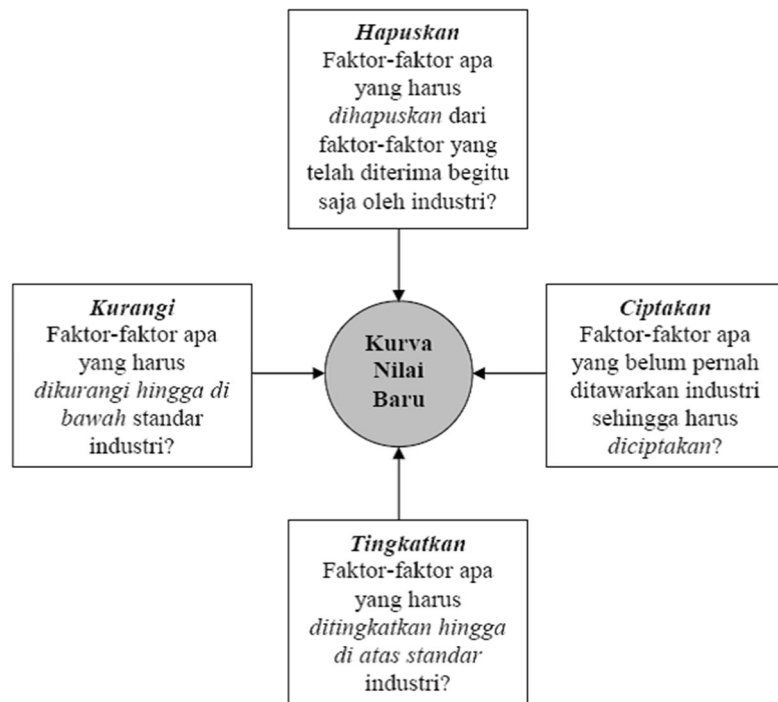 Hapuskan
Faktor-faktor apa
yang harus
dihapuskan dari
faktor-faktor yang
telah diterima begitu
saja oleh industri?
Kurangi
Faktor-faktor apa
yang harus
dikurangi hingga di
bawah standar
industri?
Kurva
Nilai
Baru
Ciptakan
Faktor-faktor apa
yang belum pernah
ditawarkan industri
sehingga harus
diciptakan?
Tingkatkan
Faktor-faktor apa
yang harus
ditingkatkan hingga
di atas standar
industri?